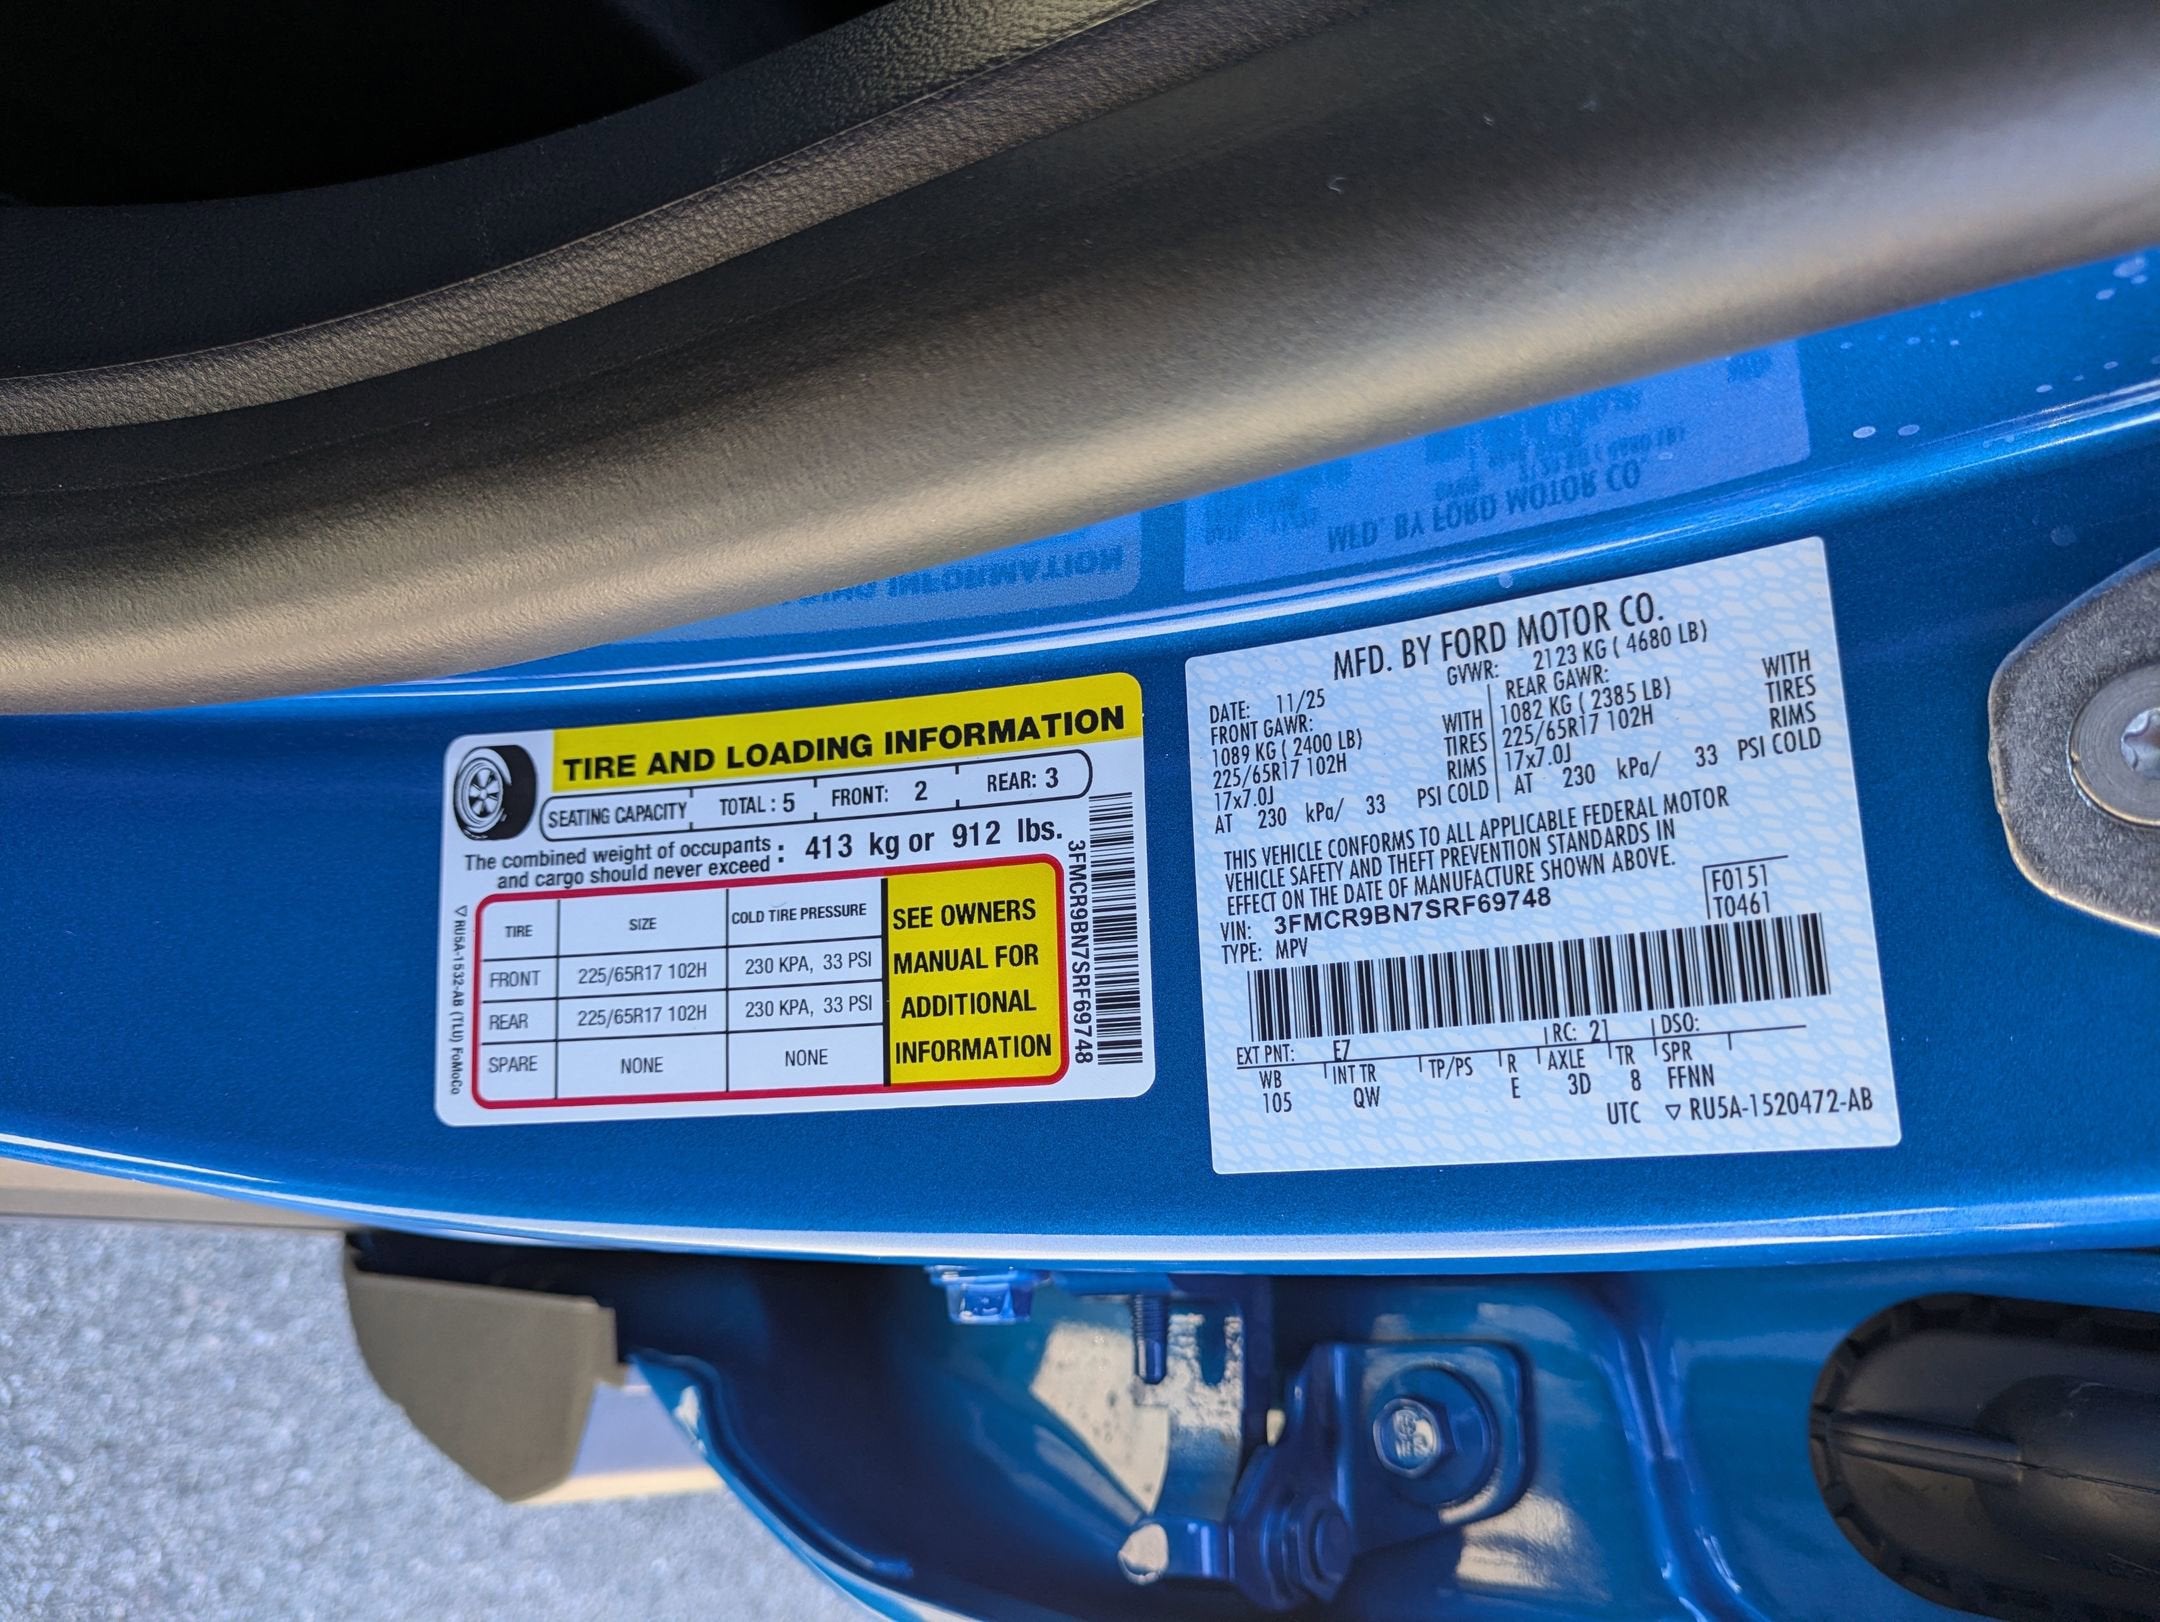 TIRE AND LOADING INFORMATION
SEATING CAPACITY TOTAL : 5 FRONT: 2 REAR: 3
The combined weight of occupants and cargo should never exceed : 413 kg or 912 lbs.
TIRE SIZE COLD TIRE PRESSURE
FRONT 225/65R17 102H 230 KPA, 33 PSI
REAR 225/65R17 102H 230 KPA, 33 PSI
SPARE NONE NONE
SEE OWNERS
MANUAL FOR
ADDITIONAL
INFORMATION
3FMCR9BN7SRF69748
▽ RU5A-1532-AB (TLU) FoMoCo
MFD. BY FORD MOTOR CO.
DATE: 11/25 GVWR: 2123 KG ( 4680 LB)
FRONT GAWR: REAR GAWR:
1089 KG ( 2400 LB) WITH 1082 KG ( 2385 LB) WITH
225/65R17 102H TIRES 225/65R17 102H TIRES
17x7.0J RIMS 17x7.0J RIMS
AT 230 kPa/ 33 PSI COLD AT 230 kPa/ 33 PSI COLD
THIS VEHICLE CONFORMS TO ALL APPLICABLE FEDERAL MOTOR
VEHICLE SAFETY AND THEFT PREVENTION STANDARDS IN
EFFECT ON THE DATE OF MANUFACTURE SHOWN ABOVE.
VIN: 3FMCR9BN7SRF69748 F0151
TYPE: MPV T0461
EXT PNT: E7 RC: 21 DSO:
WB INT TR TP/PS R AXLE TR SPR
105 QW E 3D 8 FFNN
UTC ▽ RU5A-1520472-AB